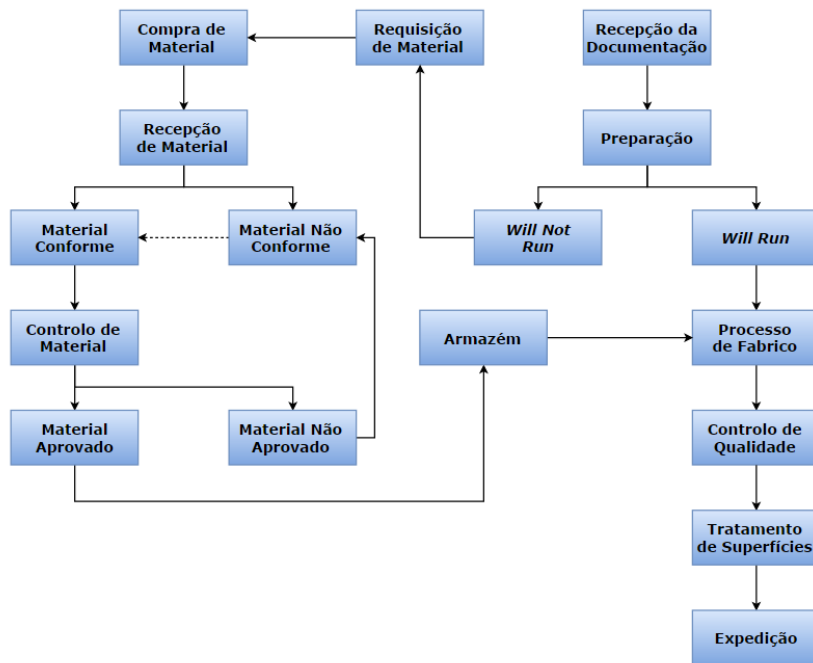 Compra de
Material
Requisição
de Material
Recepção da
Documentação
Recepção
de Material
Preparação
Material
Conforme
Material Não
Conforme
Will Not
Run
Will Run
Controlo de
Material
Armazém
Processo
de Fabrico
Material
Aprovado
Material Não
Aprovado
Controlo de
Qualidade
Tratamento
de Superfícies
Expedição